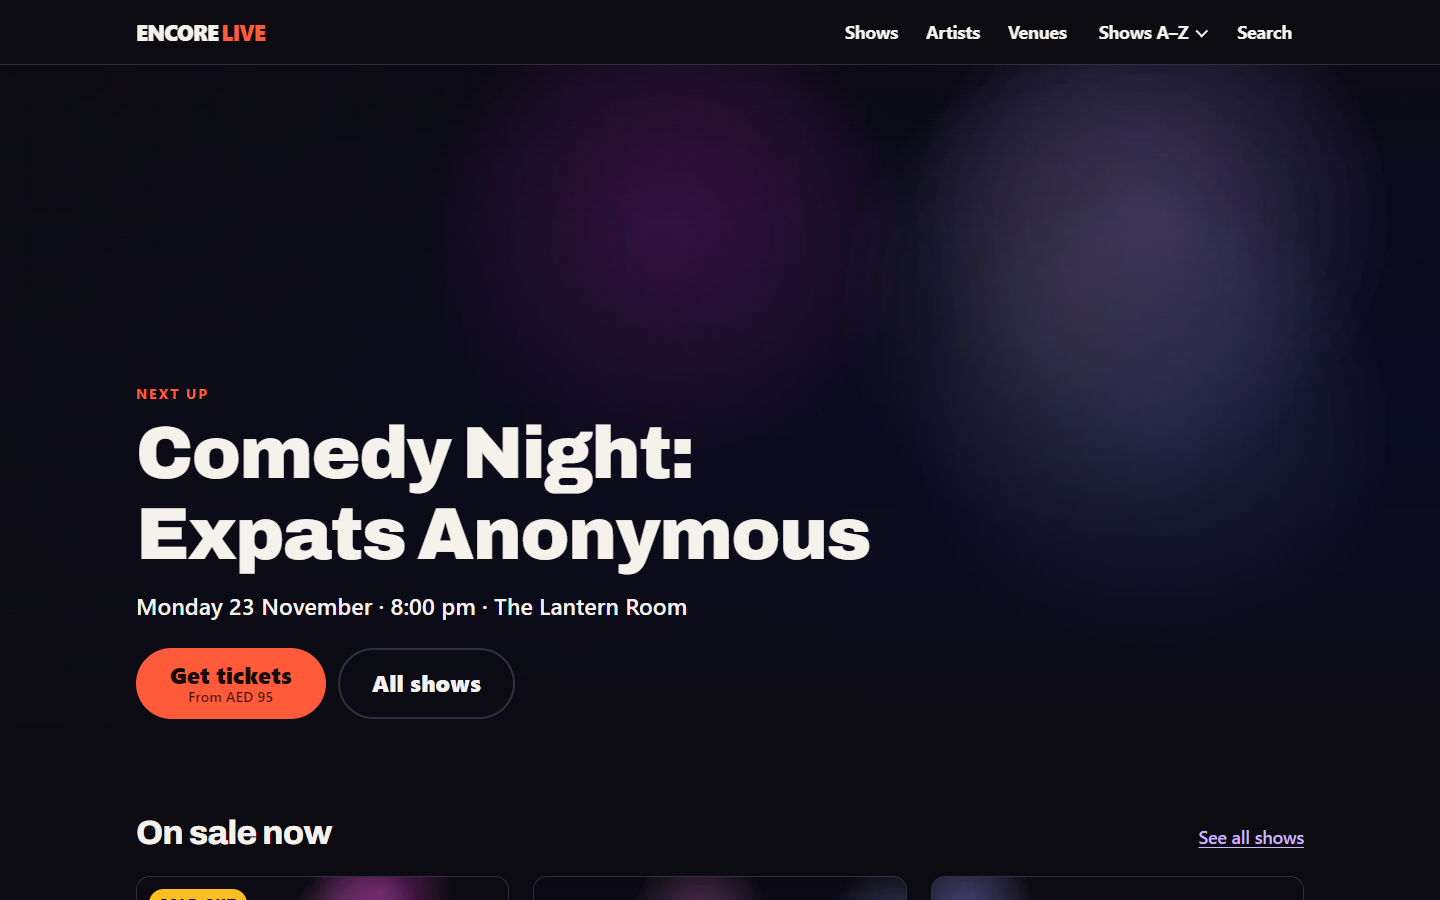 ENCORE LIVE
Shows
Artists
Venues
Shows A–Z
Search
NEXT UP
Comedy Night:
Expats Anonymous
Monday 23 November · 8:00 pm · The Lantern Room
Get tickets
From AED 95
All shows
On sale now
See all shows